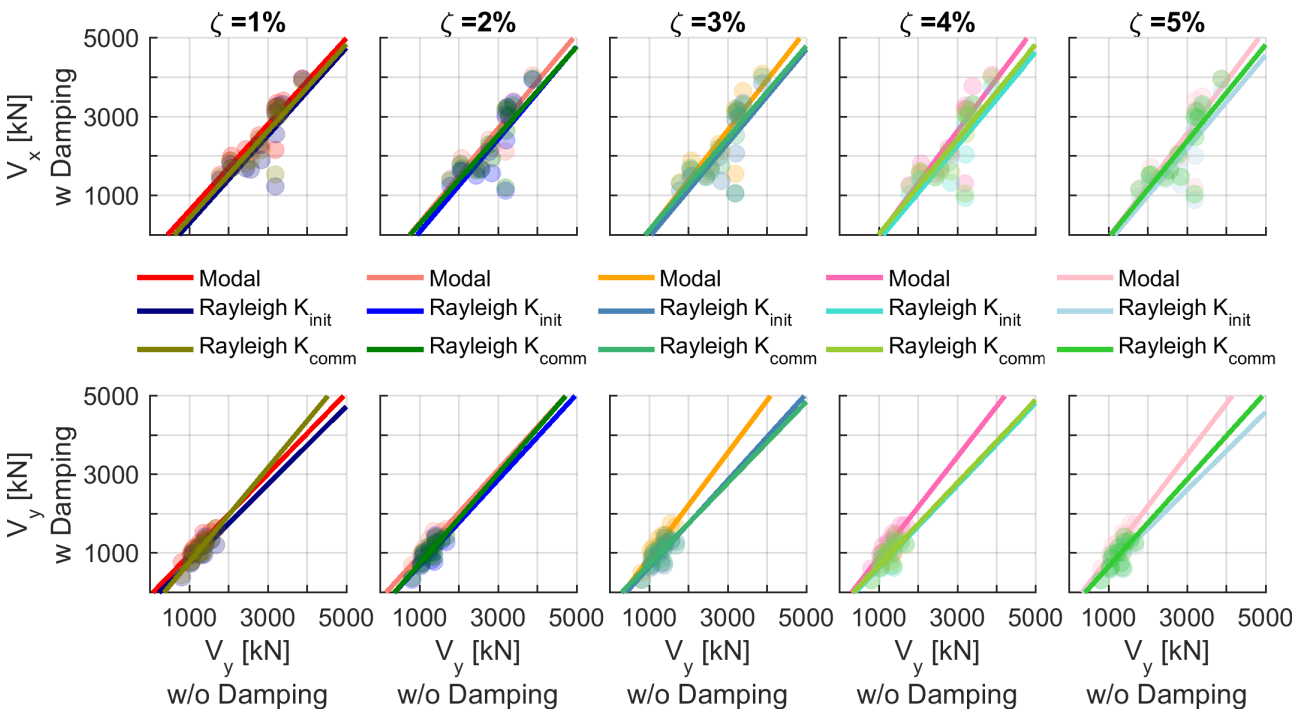 ζ =1% ζ =2% ζ =3% ζ =4% ζ =5%
5000
3000
1000
V_x [kN]
w Damping
Modal Modal Modal Modal Modal
Rayleigh K_init Rayleigh K_init Rayleigh K_init Rayleigh K_init Rayleigh K_init
Rayleigh K_comm Rayleigh K_comm Rayleigh K_comm Rayleigh K_comm Rayleigh K_comm
5000
3000
1000
V_y [kN]
w Damping
1000 3000 5000 1000 3000 5000 1000 3000 5000 1000 3000 5000 1000 3000 5000
V_y [kN] V_y [kN] V_y [kN] V_y [kN] V_y [kN]
w/o Damping w/o Damping w/o Damping w/o Damping w/o Damping